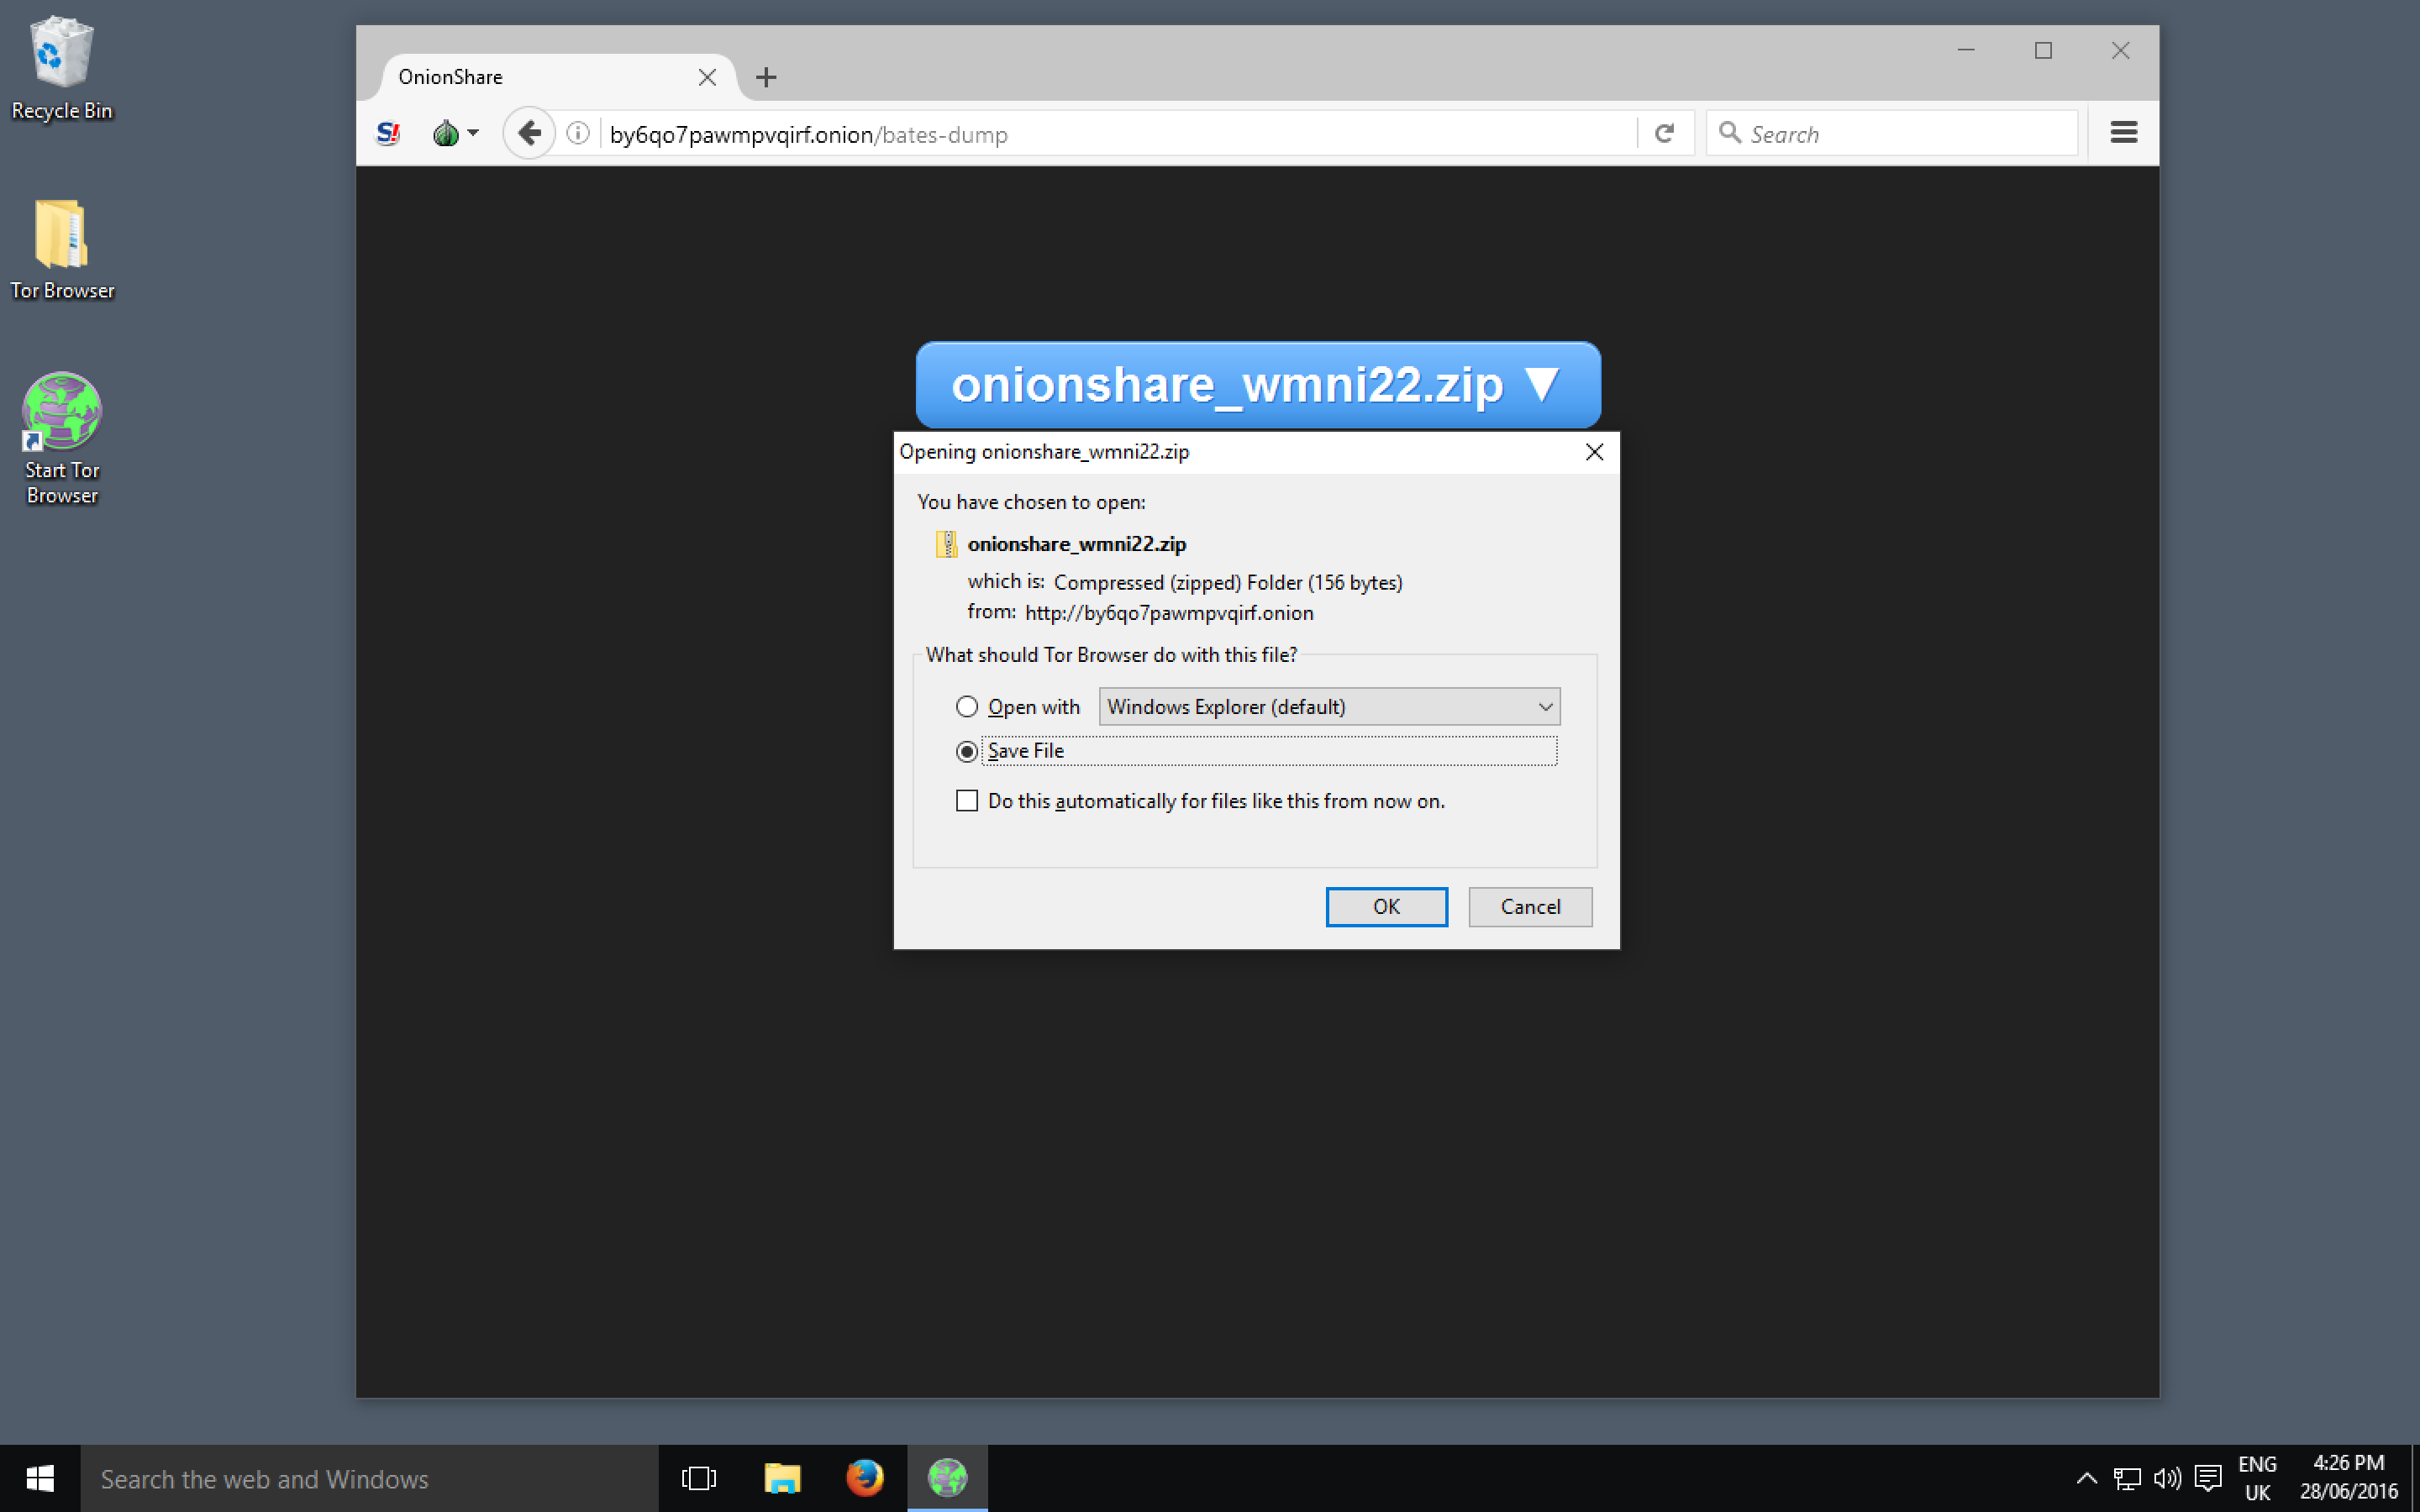 Recycle Bin
Tor Browser
Start Tor
Browser
OnionShare
S!
by6qo7pawmpvqirf.onion/bates-dump
Search
onionshare_wmni22.zip ▼
Opening onionshare_wmni22.zip
You have chosen to open:
onionshare_wmni22.zip
which is: Compressed (zipped) Folder (156 bytes)
from: http://by6qo7pawmpvqirf.onion
What should Tor Browser do with this file?
Open with Windows Explorer (default)
Save File
Do this automatically for files like this from now on.
OK Cancel
Search the web and Windows
ENG
UK
4:26 PM
28/06/2016